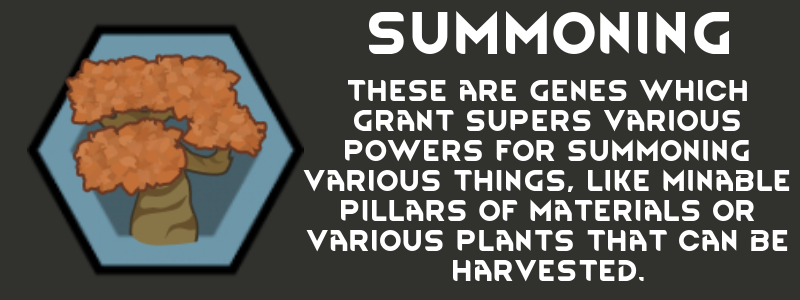 SUMMONING
THESE ARE GENES WHICH
GRANT SUPERS VARIOUS
POWERS FOR SUMMONING
VARIOUS THINGS, LIKE MINABLE
PILLARS OF MATERIALS OR
VARIOUS PLANTS THAT CAN BE
HARVESTED.